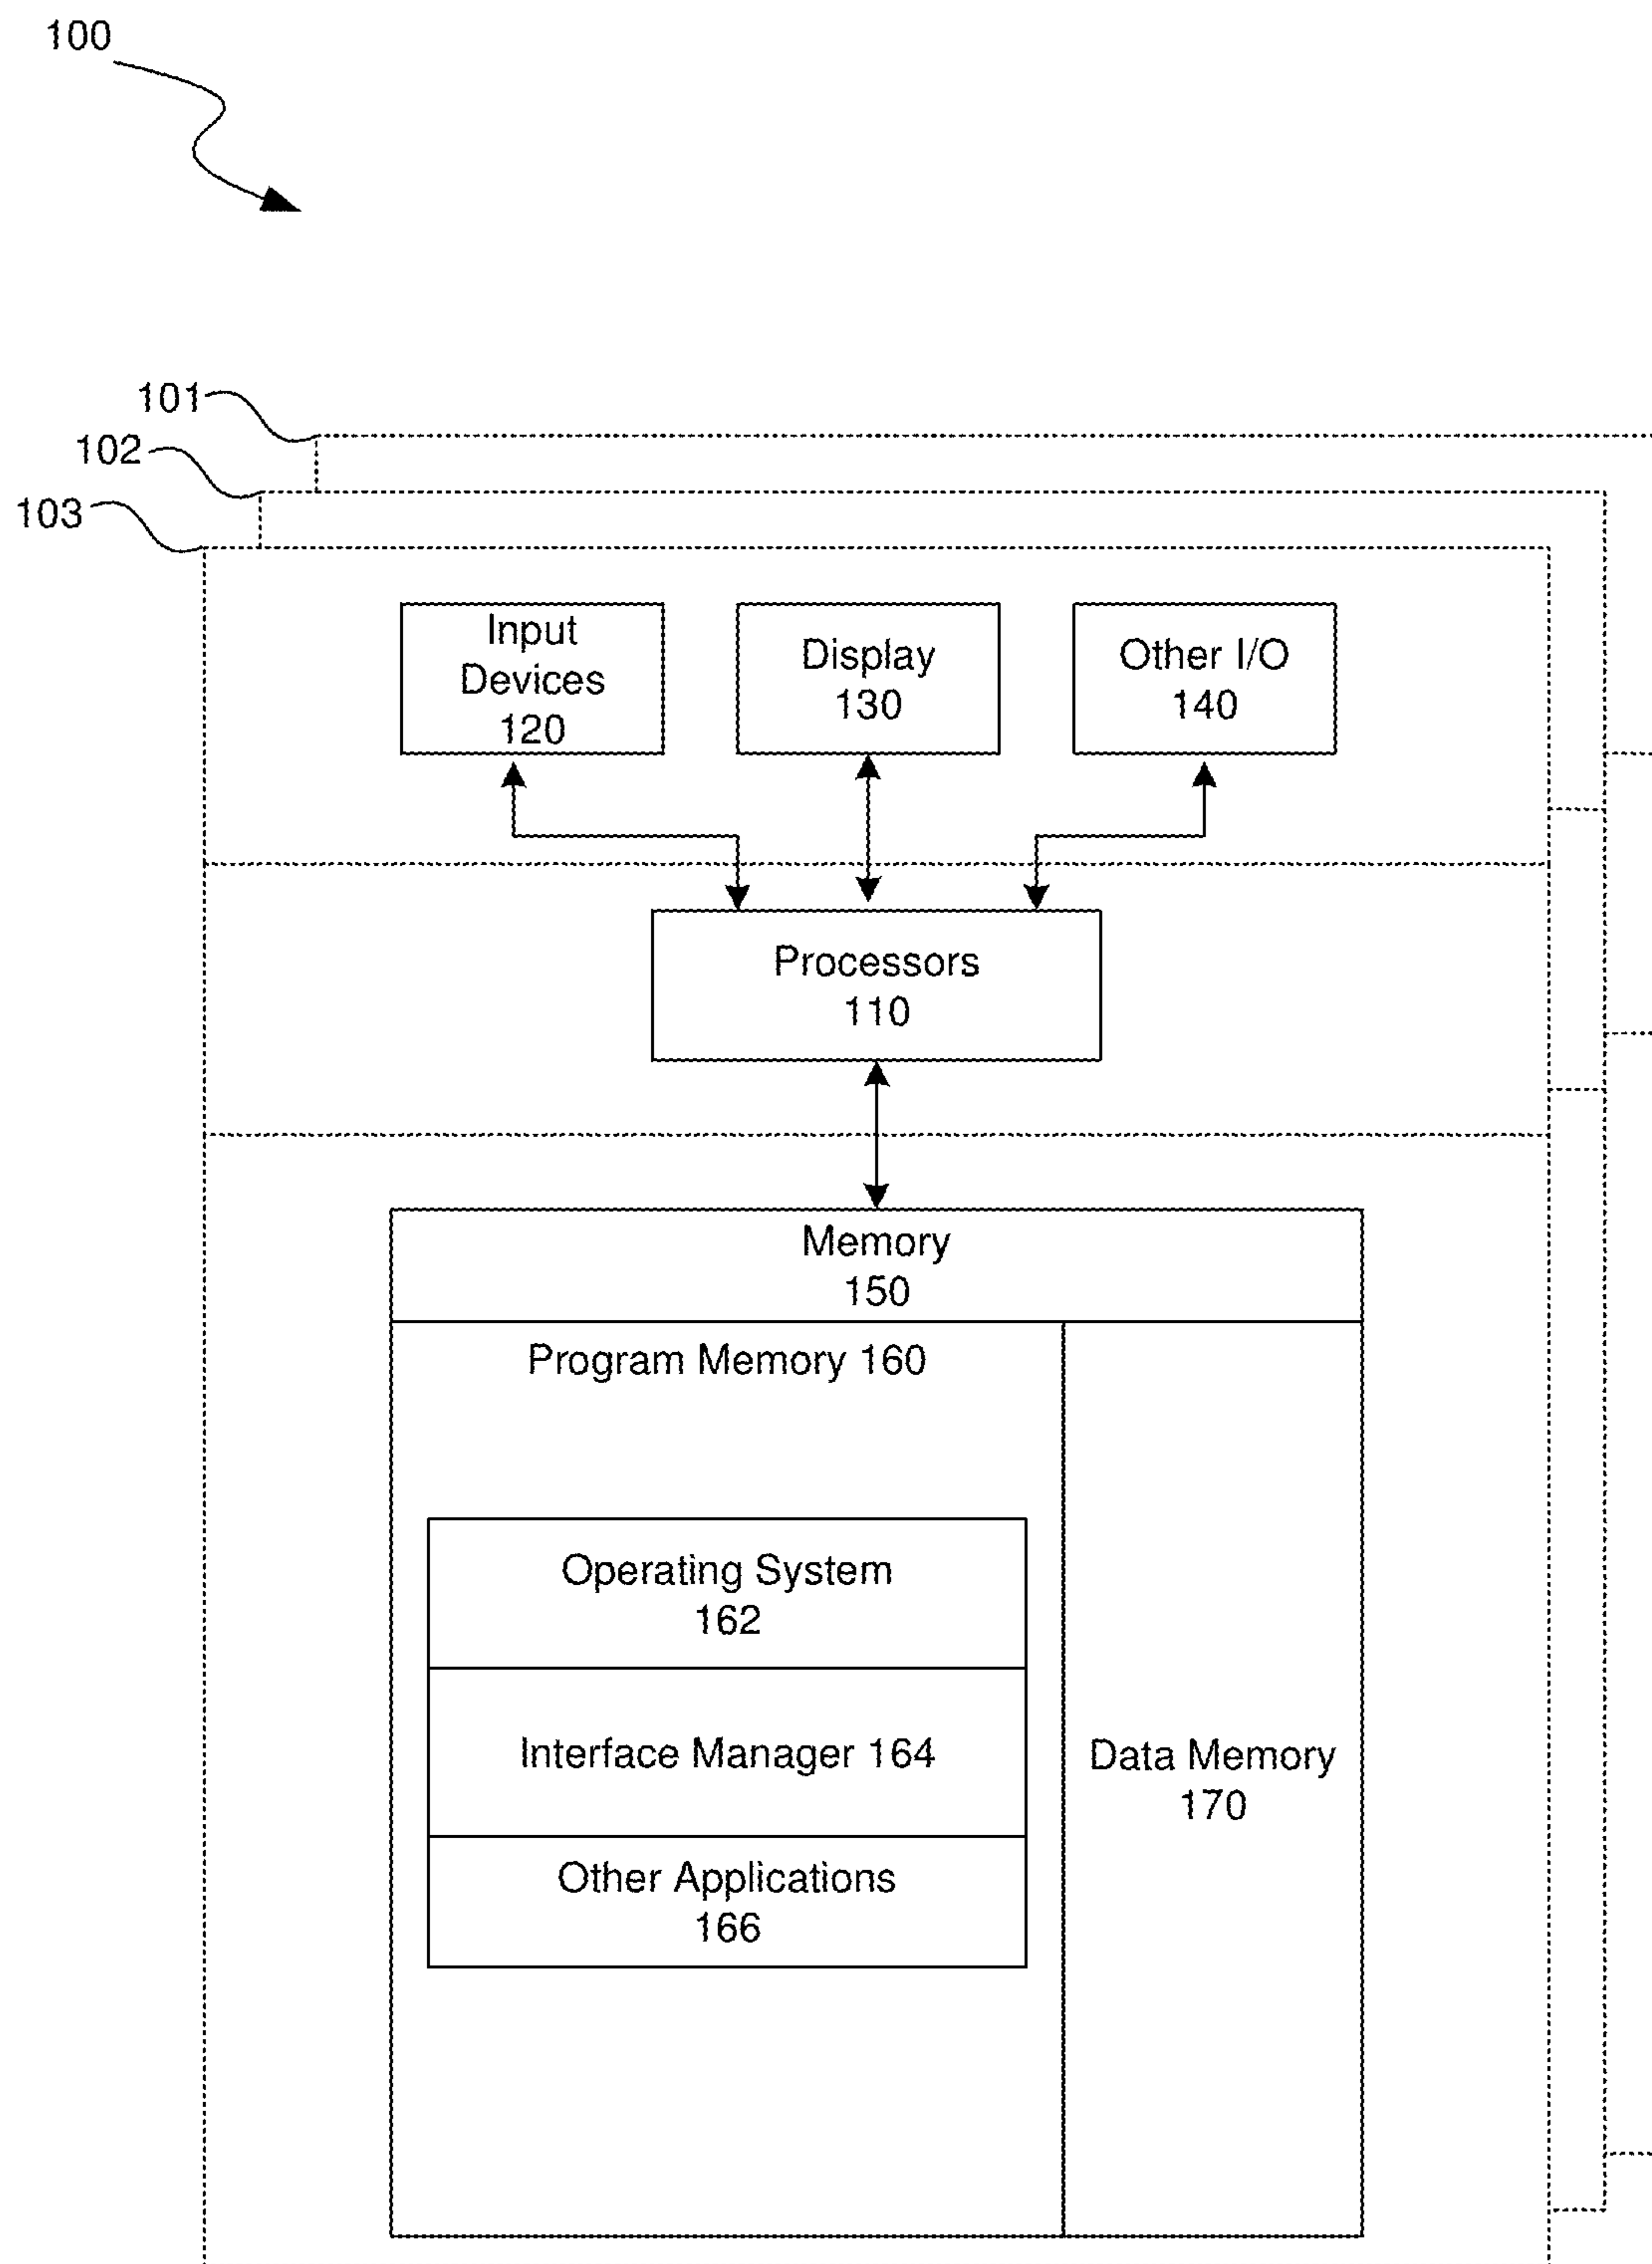 100
101
102
103
Input
Devices
120
Display
130
Other I/O
140
Processors
110
Memory
150
Program Memory 160
Operating System
162
Interface Manager 164
Other Applications
166
Data Memory
170